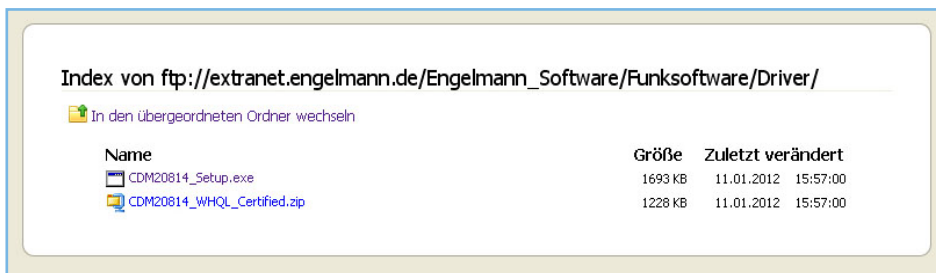 Index von ftp://extranet.engelmann.de/Engelmann_Software/Funksoftware/Driver/
In den übergeordneten Ordner wechseln
Name Größe Zuletzt verändert
CDM20814_Setup.exe 1693 KB 11.01.2012 15:57:00
CDM20814_WHQL_Certified.zip 1228 KB 11.01.2012 15:57:00